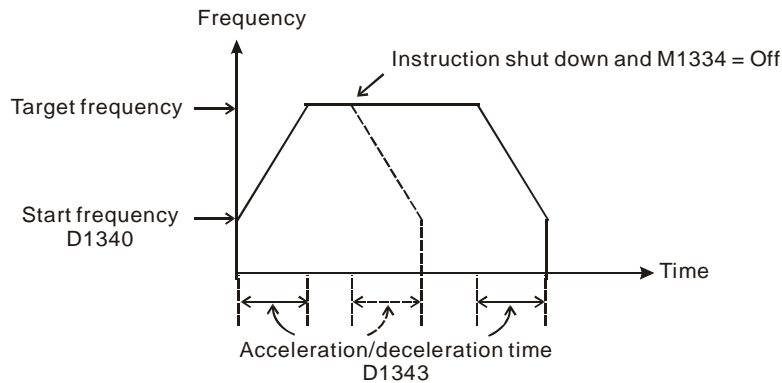 Frequency
Instruction shut down and M1334 = Off
Target frequency
Start frequency
D1340
Time
Acceleration/deceleration time
D1343